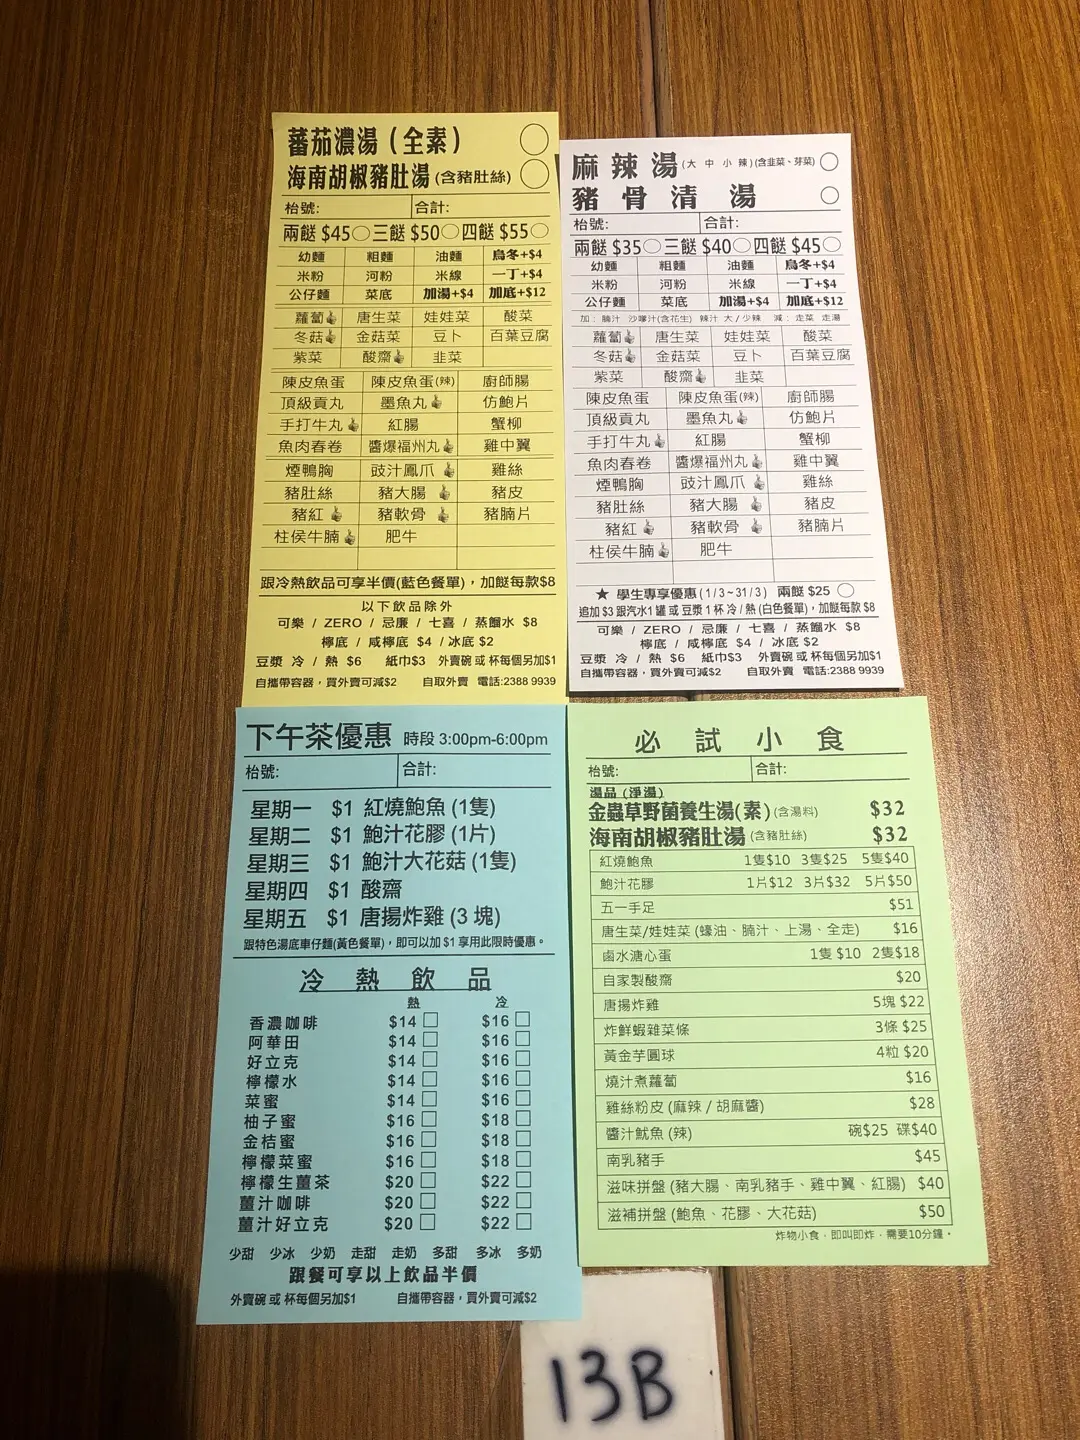 蕃茄濃湯(全素)
海南胡椒豬肚湯(含豬肚絲)
枱號: 合計:
兩餸 $45 三餸 $50 四餸 $55
幼麵 粗麵 油麵 烏冬+$4
米粉 河粉 米線 一丁+$4
公仔麵 菜底 加湯+$4 加底+$12
蘿蔔 唐生菜 娃娃菜 酸菜
冬菇 金菇菜 豆卜 百葉豆腐
紫菜 酸齋 韭菜
陳皮魚蛋 陳皮魚蛋(辣) 廚師腸
頂級貢丸 墨魚丸 仿鮑片
手打牛丸 紅腸 蟹柳
魚肉春卷 醬爆福州丸 雞中翼
煙鴨胸 豉汁鳳爪 雞絲
豬肚絲 豬大腸 豬皮
豬紅 豬軟骨 豬腩片
柱侯牛腩 肥牛
跟冷熱飲品可享半價(藍色餐單),加餸每款$8
以下飲品除外
可樂 / ZERO / 忌廉 / 七喜 / 蒸餾水 $8
檸底 / 咸檸底 $4 / 冰底 $2
豆漿 冷 / 熱 $6 紙巾$3 外賣碗 或 杯每個另加$1
自攜帶容器,買外賣可減$2 自取外賣 電話:2388 9939
麻辣湯(大 中 小 辣)(含韭菜、芽菜)
豬骨清湯
枱號: 合計:
兩餸 $35 三餸 $40 四餸 $45
幼麵 粗麵 油麵 烏冬+$4
米粉 河粉 米線 一丁+$4
公仔麵 菜底 加湯+$4 加底+$12
加: 腩汁 沙嗲汁(含花生) 辣汁 大/少辣 減: 走菜 走湯
蘿蔔 唐生菜 娃娃菜 酸菜
冬菇 金菇菜 豆卜 百葉豆腐
紫菜 酸齋 韭菜
陳皮魚蛋 陳皮魚蛋(辣) 廚師腸
頂級貢丸 墨魚丸 仿鮑片
手打牛丸 紅腸 蟹柳
魚肉春卷 醬爆福州丸 雞中翼
煙鴨胸 豉汁鳳爪 雞絲
豬肚絲 豬大腸 豬皮
豬紅 豬軟骨 豬腩片
柱侯牛腩 肥牛
★ 學生專享優惠(1/3~31/3) 兩餸 $25
追加 $3 跟汽水1 罐 或 豆漿 1 杯 冷/熱(白色餐單),加餸每款 $8
可樂 / ZERO / 忌廉 / 七喜 / 蒸餾水 $8
檸底 / 咸檸底 $4 / 冰底 $2
豆漿 冷 / 熱 $6 紙巾$3 外賣碗 或 杯每個另加$1
自攜帶容器,買外賣可減$2 自取外賣 電話:2388 9939
下午茶優惠 時段 3:00pm-6:00pm
枱號: 合計:
星期一 $1 紅燒鮑魚 (1隻)
星期二 $1 鮑汁花膠 (1片)
星期三 $1 鮑汁大花菇 (1隻)
星期四 $1 酸齋
星期五 $1 唐揚炸雞 (3 塊)
跟特色湯底車仔麵(黃色餐單),即可以加 $1 享用此限時優惠。
冷 熱 飲 品
熱 冷
香濃咖啡 $14 $16
阿華田 $14 $16
好立克 $14 $16
檸檬水 $14 $16
菜蜜 $14 $16
柚子蜜 $16 $18
金桔蜜 $16 $18
檸檬菜蜜 $16 $18
檸檬生薑茶 $20 $22
薑汁咖啡 $20 $22
薑汁好立克 $20 $22
少甜 少冰 少奶 走甜 走奶 多甜 多冰 多奶
跟餐可享以上飲品半價
外賣碗 或 杯每個另加$1 自攜帶容器,買外賣可減$2
必 試 小 食
枱號: 合計:
湯品 (淨湯)
金蟲草野菌養生湯(素)(含湯料) $32
海南胡椒豬肚湯(含豬肚絲) $32
紅燒鮑魚 1隻$10 3隻$25 5隻$40
鮑汁花膠 1片$12 3片$32 5片$50
五一手足 $51
唐生菜/娃娃菜 (蠔油、腩汁、上湯、全走) $16
鹵水溏心蛋 1隻 $10 2隻$18
自家製酸齋 $20
唐揚炸雞 5塊 $22
炸鮮蝦雜菜條 3條 $25
黃金芋圓球 4粒 $20
燒汁煮蘿蔔 $16
雞絲粉皮 (麻辣 / 胡麻醬) $28
醬汁魷魚 (辣) 碗$25 碟$40
南乳豬手 $45
滋味拼盤 (豬大腸、南乳豬手、雞中翼、紅腸) $40
滋補拼盤 (鮑魚、花膠、大花菇) $50
炸物小食,即叫即炸,需要10分鐘。
13B